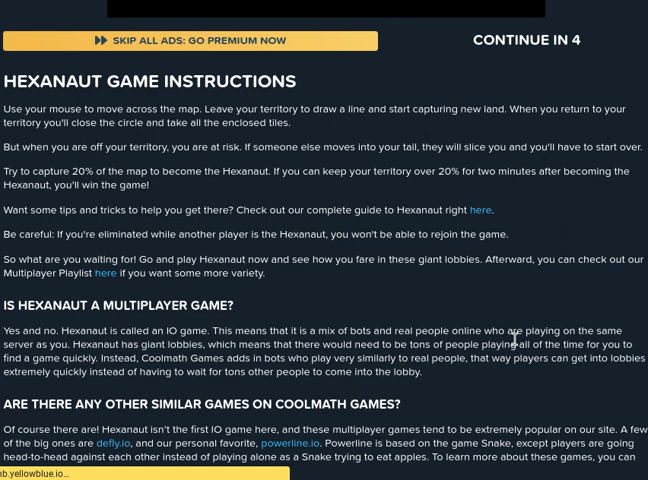 SKIP ALL ADS: GO PREMIUM NOW
CONTINUE IN 4
HEXANAUT GAME INSTRUCTIONS
Use your mouse to move across the map. Leave your territory to draw a line and start capturing new land. When you return to your
territory you'll close the circle and take all the enclosed tiles.
But when you are off your territory, you are at risk. If someone else moves into your tail, they will slice you and you'll have to start over.
Try to capture 20% of the map to become the Hexanaut. If you can keep your territory over 20% for two minutes after becoming the
Hexanaut, you'll win the game!
Want some tips and tricks to help you get there? Check out our complete guide to Hexanaut right here.
Be careful: If you're eliminated while another player is the Hexanaut, you won't be able to rejoin the game.
So what are you waiting for! Go and play Hexanaut now and see how you fare in these giant lobbies. Afterward, you can check out our
Multiplayer Playlist here if you want some more variety.
IS HEXANAUT A MULTIPLAYER GAME?
Yes and no. Hexanaut is called an IO game. This means that it is a mix of bots and real people online who are playing on the same
server as you. Hexanaut has giant lobbies, which means that there would need to be tons of people playing all of the time for you to
find a game quickly. Instead, Coolmath Games adds in bots who play very similarly to real people, that way players can get into lobbies
extremely quickly instead of having to wait for tons other people to come into the lobby.
ARE THERE ANY OTHER SIMILAR GAMES ON COOLMATH GAMES?
Of course there are! Hexanaut isn't the first IO game here, and these multiplayer games tend to be extremely popular on our site. A few
of the big ones are defly.io, and our personal favorite, powerline.io. Powerline is based on the game Snake, except players are going
head-to-head against each other instead of playing alone as a Snake trying to eat apples. To learn more about these games, you can
nb.yellowblue.io...